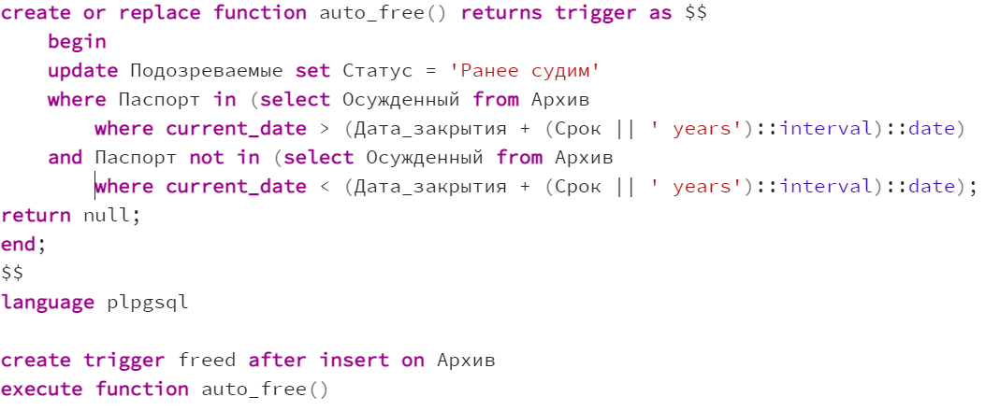 create or replace function auto_free() returns trigger as $$
begin
update Подозреваемые set Статус = 'Ранее судим'
where Паспорт in (select Осужденный from Архив
where current_date > (Дата_закрытия + (Срок || ' years')::interval)::date)
and Паспорт not in (select Осужденный from Архив
where current_date < (Дата_закрытия + (Срок || ' years')::interval)::date);
return null;
end;
$$
language plpgsql
create trigger freed after insert on Архив
execute function auto_free()